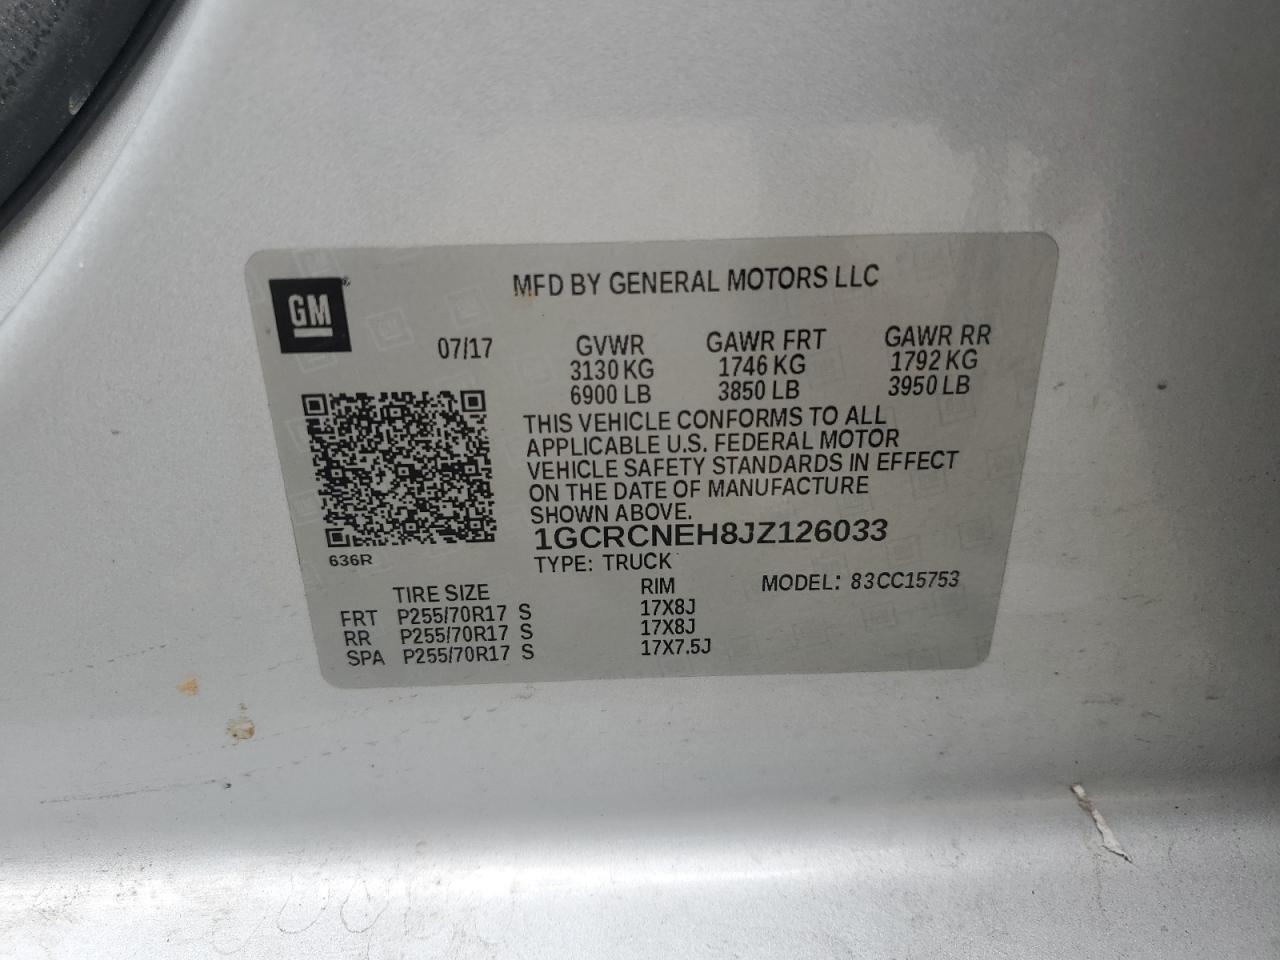 GM
MFD BY GENERAL MOTORS LLC
07/17 GVWR GAWR FRT GAWR RR
3130 KG 1746 KG 1792 KG
6900 LB 3850 LB 3950 LB
THIS VEHICLE CONFORMS TO ALL
APPLICABLE U.S. FEDERAL MOTOR
VEHICLE SAFETY STANDARDS IN EFFECT
ON THE DATE OF MANUFACTURE
SHOWN ABOVE.
1GCRCNEH8JZ126033
636R
TYPE: TRUCK
TIRE SIZE RIM MODEL: 83CC15753
FRT P255/70R17 S 17X8J
RR P255/70R17 S 17X8J
SPA P255/70R17 S 17X7.5J